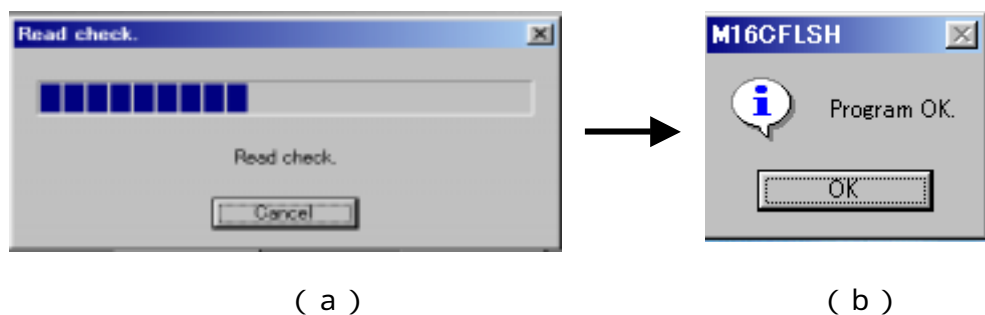 Read check.
M16CFLSH
Program OK.
Read check.
OK
Cancel
( a )
( b )